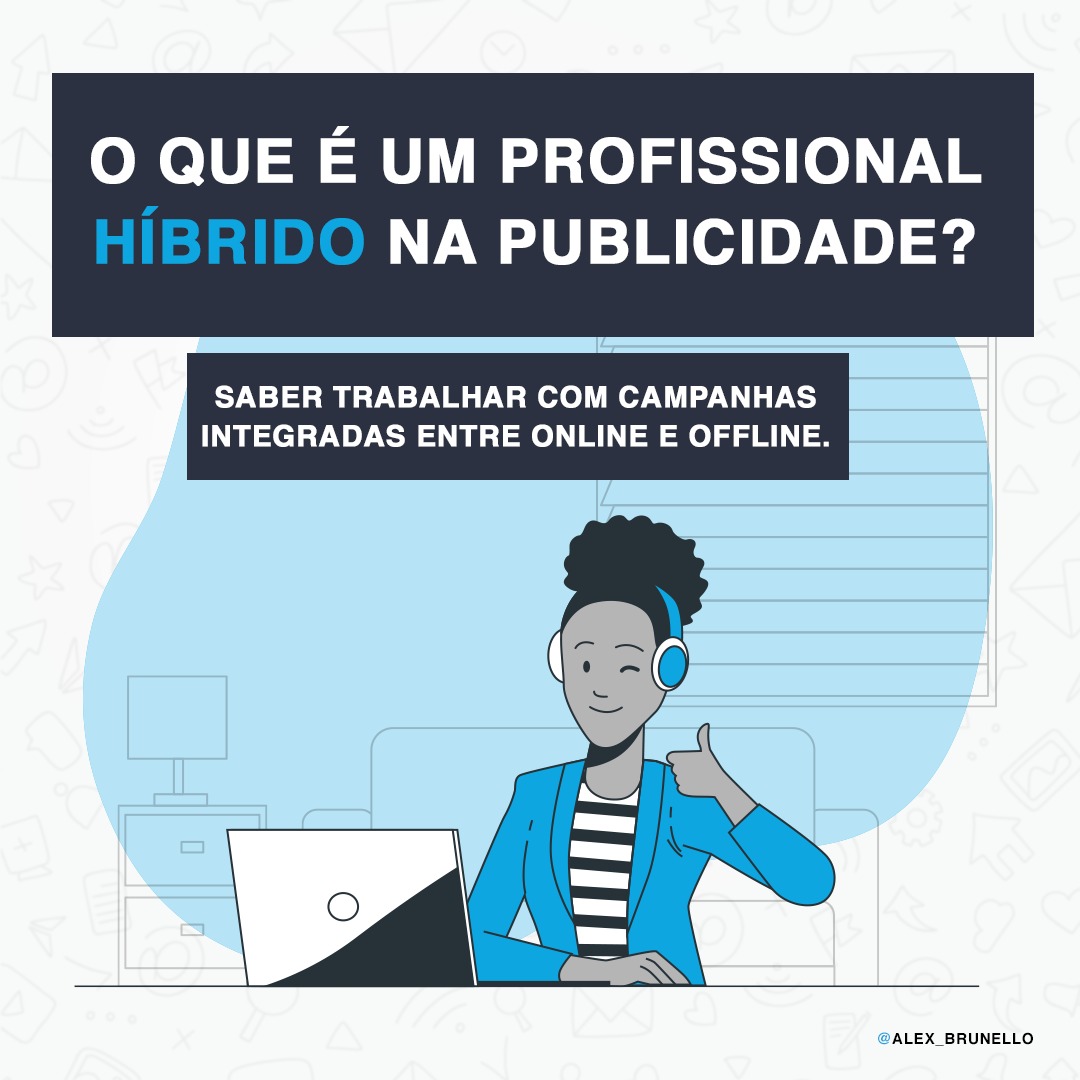 O QUE É UM PROFISSIONAL
HÍBRIDO NA PUBLICIDADE?
SABER TRABALHAR COM CAMPANHAS
INTEGRADAS ENTRE ONLINE E OFFLINE.
@ALEX_BRUNELLO